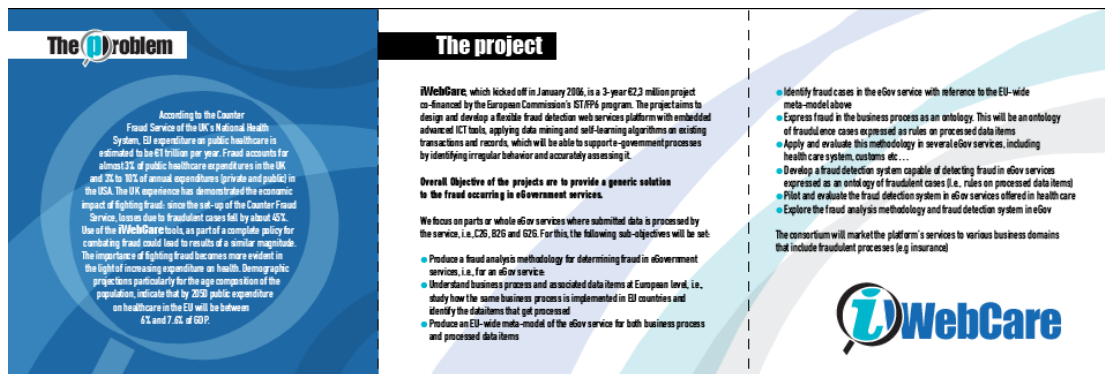 The problem
According to the Counter
Fraud Service of the UK's National Health
System, EU expenditure on public healthcare is
estimated to be €1 trillion per year. Fraud accounts for
almost 3% of public healthcare expenditures in the UK
and 3% to 10% of annual expenditures (private and public) in
the USA. The UK experience has demonstrated the economic
impact of fighting fraud: since the set-up of the Counter Fraud
Service, losses due to fraudulent cases fell by about 45%.
Use of the iWebCare tools, as part of a complete policy for
combating fraud could lead to results of a similar magnitude.
The importance of fighting fraud becomes more evident in
the light of increasing expenditure on health. Demographic
projections particularly for the age composition of the
population, indicate that by 2050 public expenditure
on healthcare in the EU will be between
6% and 7.6% of GDP.
The project
iWebCare, which kicked off in January 2006, is a 3-year €2,3 million project
co-financed by the European Commission's IST/FP6 program. The project aims to
design and develop a flexible fraud detection web services platform with embedded
advanced ICT tools, applying data mining and self-learning algorithms on existing
transactions and records, which will be able to support e-government processes
by identifying irregular behavior and accurately assessing it.
Overall Objective of the projects are to provide a generic solution
to the fraud occurring in eGovernment services.
We focus on parts or whole eGov services where submitted data is processed by
the service, i.e.,C2G, B2G and G2G. For this, the following sub-objectives will be set:
● Produce a fraud analysis methodology for determining fraud in eGovernment
services, i.e., for an eGov service:
● Understand business process and associated data items at European level, i.e.,
study how the same business process is implemented in EU countries and
identify the dataitems that get processed
● Produce an EU-wide meta-model of the eGov service for both business process
and processed data items
● Identify fraud cases in the eGov service with reference to the EU-wide
meta-model above
● Express fraud in the business process as an ontology. This will be an ontology
of fraudulence cases expressed as rules on processed data items
● Apply and evaluate this methodology in several eGov services, including
health care system, customs etc...
● Develop a fraud detection system capable of detecting fraud in eGov services
expressed as an ontology of fraudulent cases (i.e., rules on processed data items)
● Pilot and evaluate the fraud detection system in eGov services offered in healthcare
● Explore the fraud analysis methodology and fraud detection system in eGov
The consortium will market the platform's services to various business domains
that include fraudulent processes (e.g insurance)
iWebCare